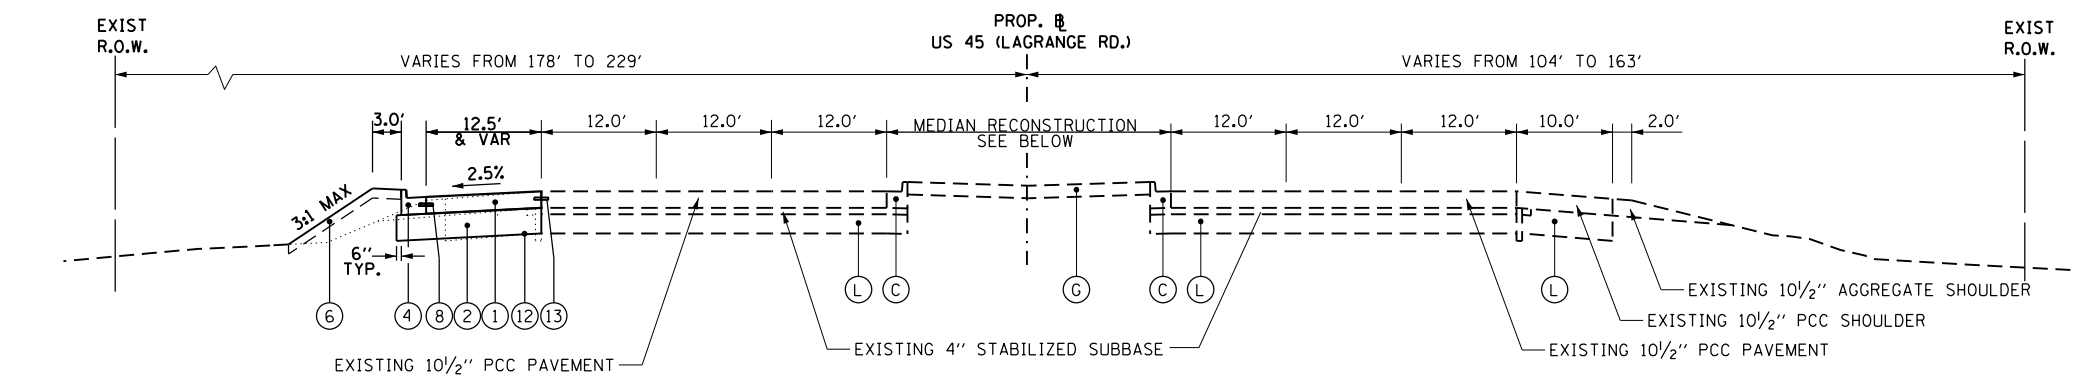 EXIST
R.O.W.
PROP. ℄
US 45 (LAGRANGE RD.)
EXIST
R.O.W.
VARIES FROM 178' TO 229'
VARIES FROM 104' TO 163'
3.0'
12.5'
& VAR
12.0'
12.0'
12.0'
MEDIAN RECONSTRUCTION
SEE BELOW
12.0'
12.0'
12.0'
10.0'
2.0'
3:1 MAX
2.5%
6"
TYP.
6
4
8
2
1
12
13
L
C
G
C
L
L
EXISTING 10½" AGGREGATE SHOULDER
EXISTING 10½" PCC SHOULDER
EXISTING 10½" PCC PAVEMENT
EXISTING 4" STABILIZED SUBBASE
EXISTING 10½" PCC PAVEMENT